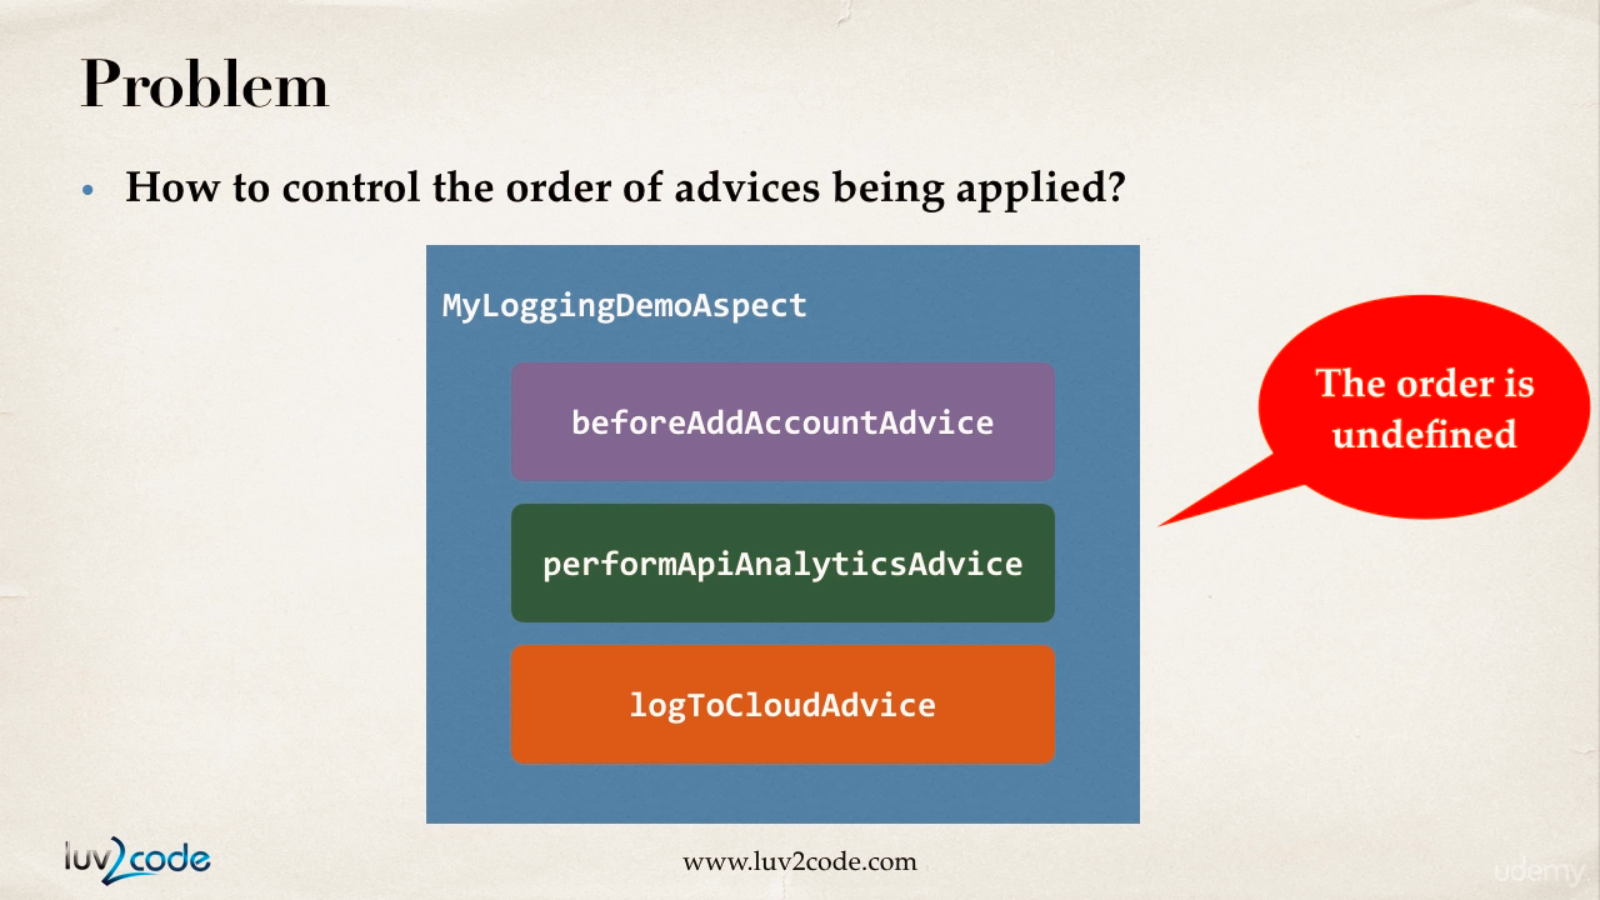 Problem
• How to control the order of advices being applied?
MyLoggingDemoAspect
beforeAddAccountAdvice
performApiAnalyticsAdvice
logToCloudAdvice
The order is
undefined
luv2code
www.luv2code.com
udemy